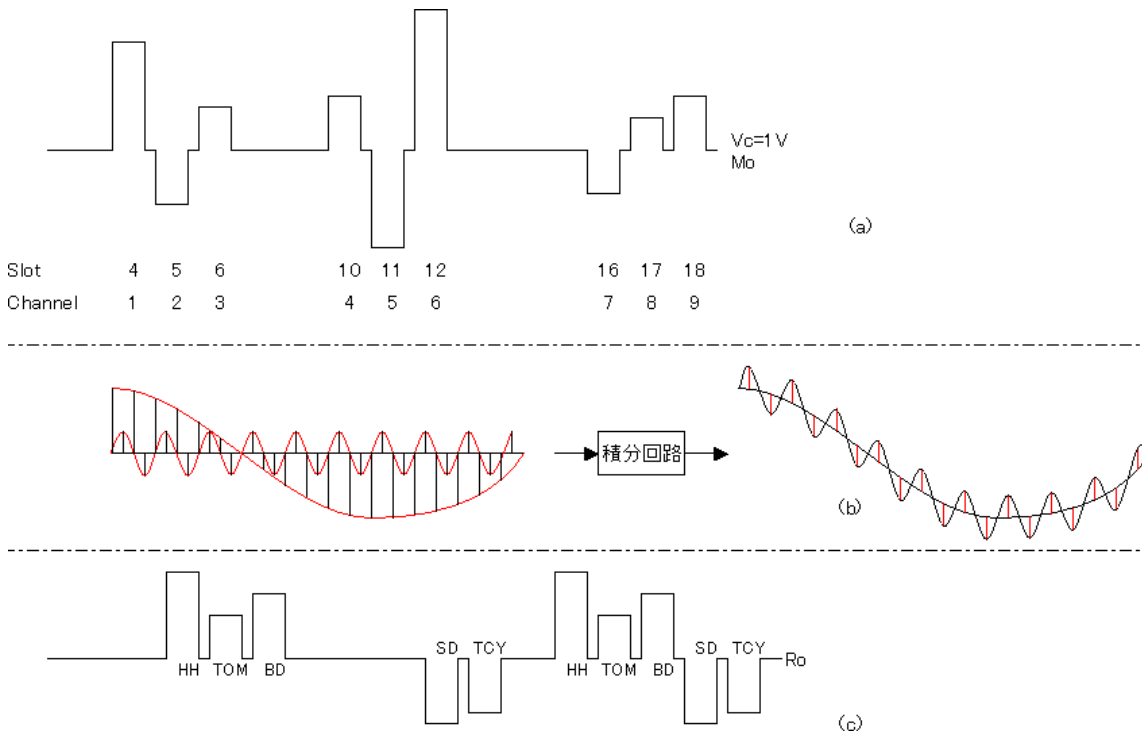 Vc=1V
Mo
(a)
Slot 4 5 6 10 11 12 16 17 18
Channel 1 2 3 4 5 6 7 8 9
積分回路
(b)
SD TCY SD TCY
HH TOM BD HH TOM BD Ro
(c)